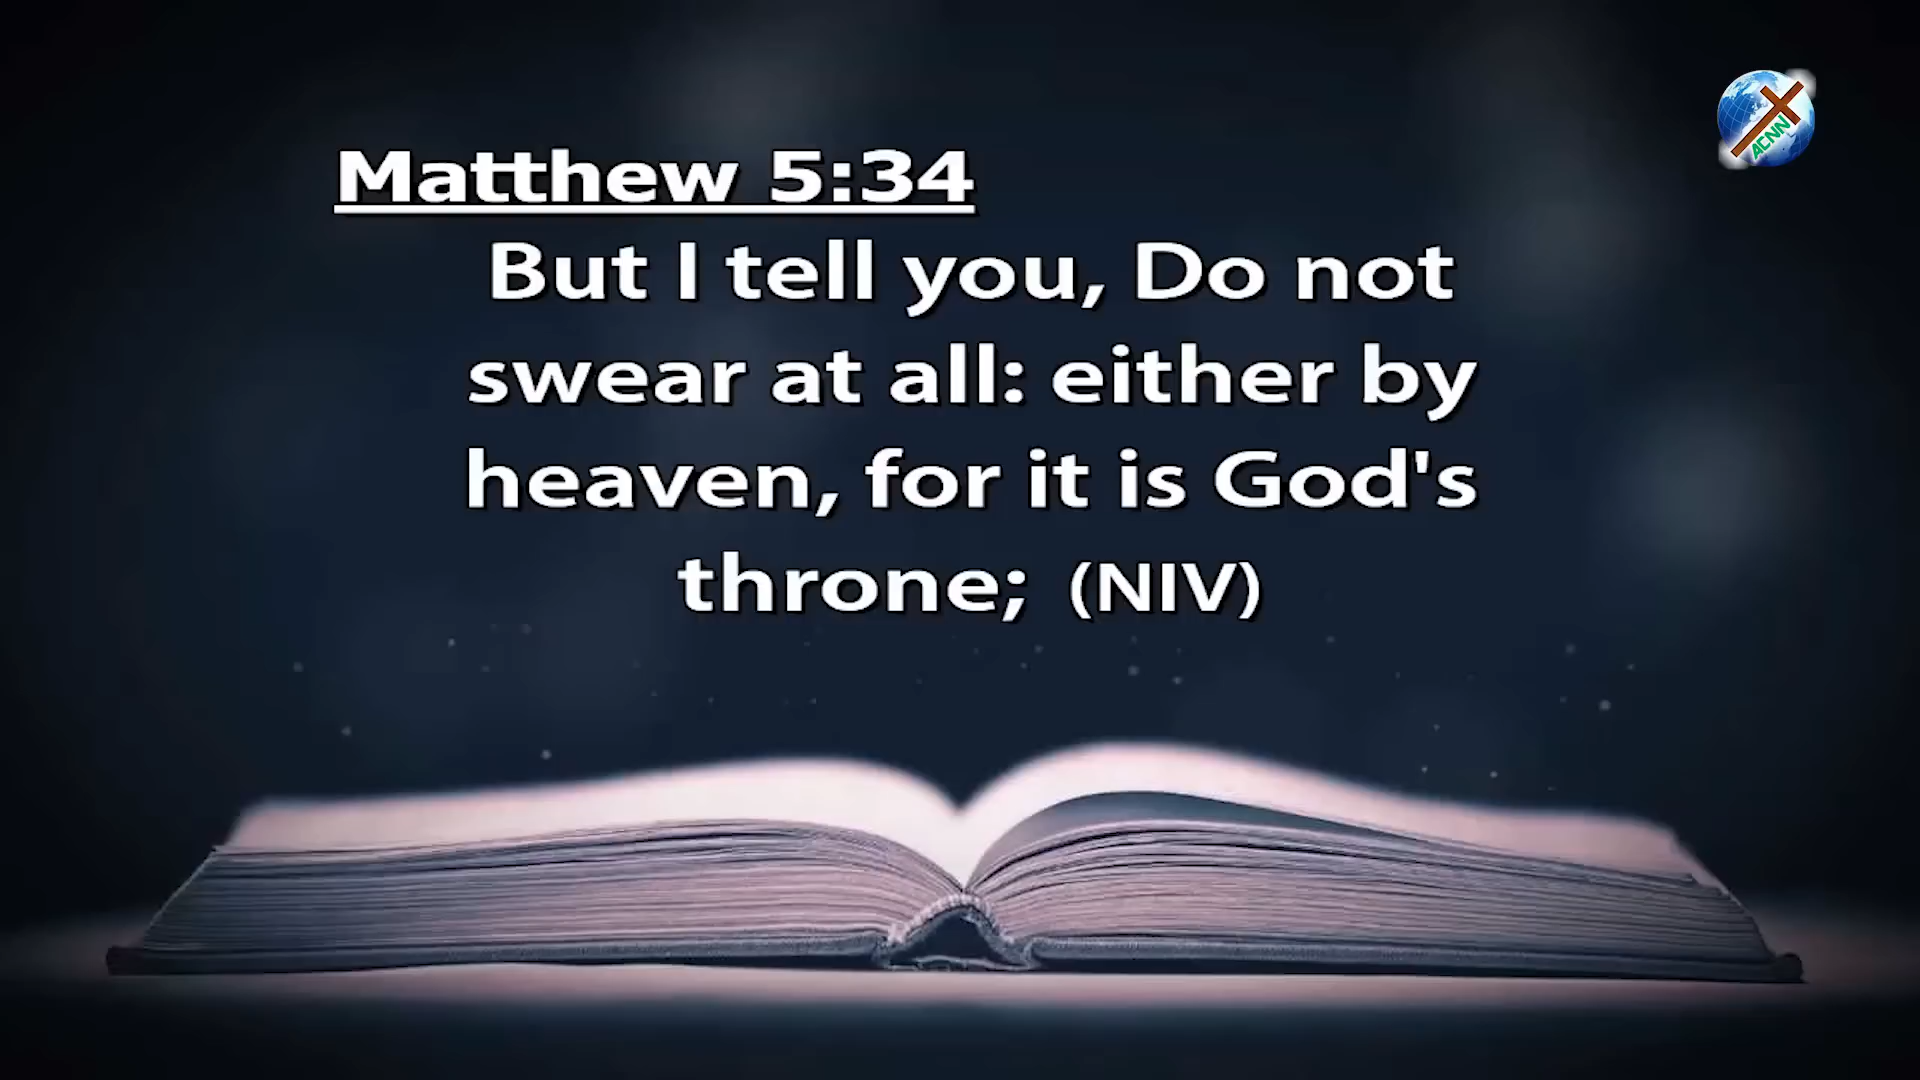 ACNN
Matthew 5:34
But I tell you, Do not
swear at all: either by
heaven, for it is God's
throne; (NIV)